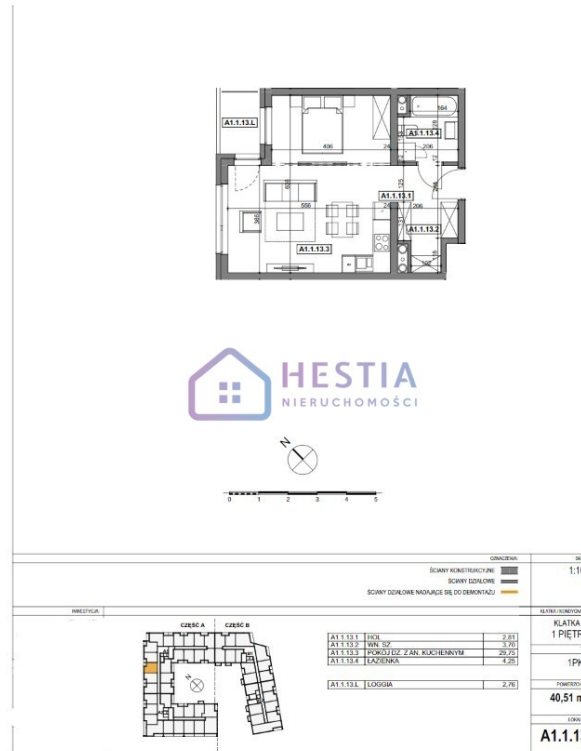 A1.1.13.L
164
A1.1.13.4
496
24
206
A1.1.13.1
125
556
24
206
A1.1.13.2
A1.1.13.3
HESTIA
NIERUCHOMOŚCI
N
0 1 2 3 4 5
OZNACZENIA:
ŚCIANY KONSTRUKCYJNE
ŚCIANY DZIAŁOWE
ŚCIANY DZIAŁOWE NADAJĄCE SIĘ DO DEMONTAŻU
INWESTYCJA:
CZĘŚĆ A CZĘŚĆ B
N
A1.1.13.1 HOL 2,81
A1.1.13.2 WN. SZ. 3,70
A1.1.13.3 POKÓJ DZ. Z AN. KUCHENNYM 29,75
A1.1.13.4 ŁAZIENKA 4,25
A1.1.13.L LOGGIA 2,76
KLATKA
1 PIĘTR
1PK
40,51 m
A1.1.1